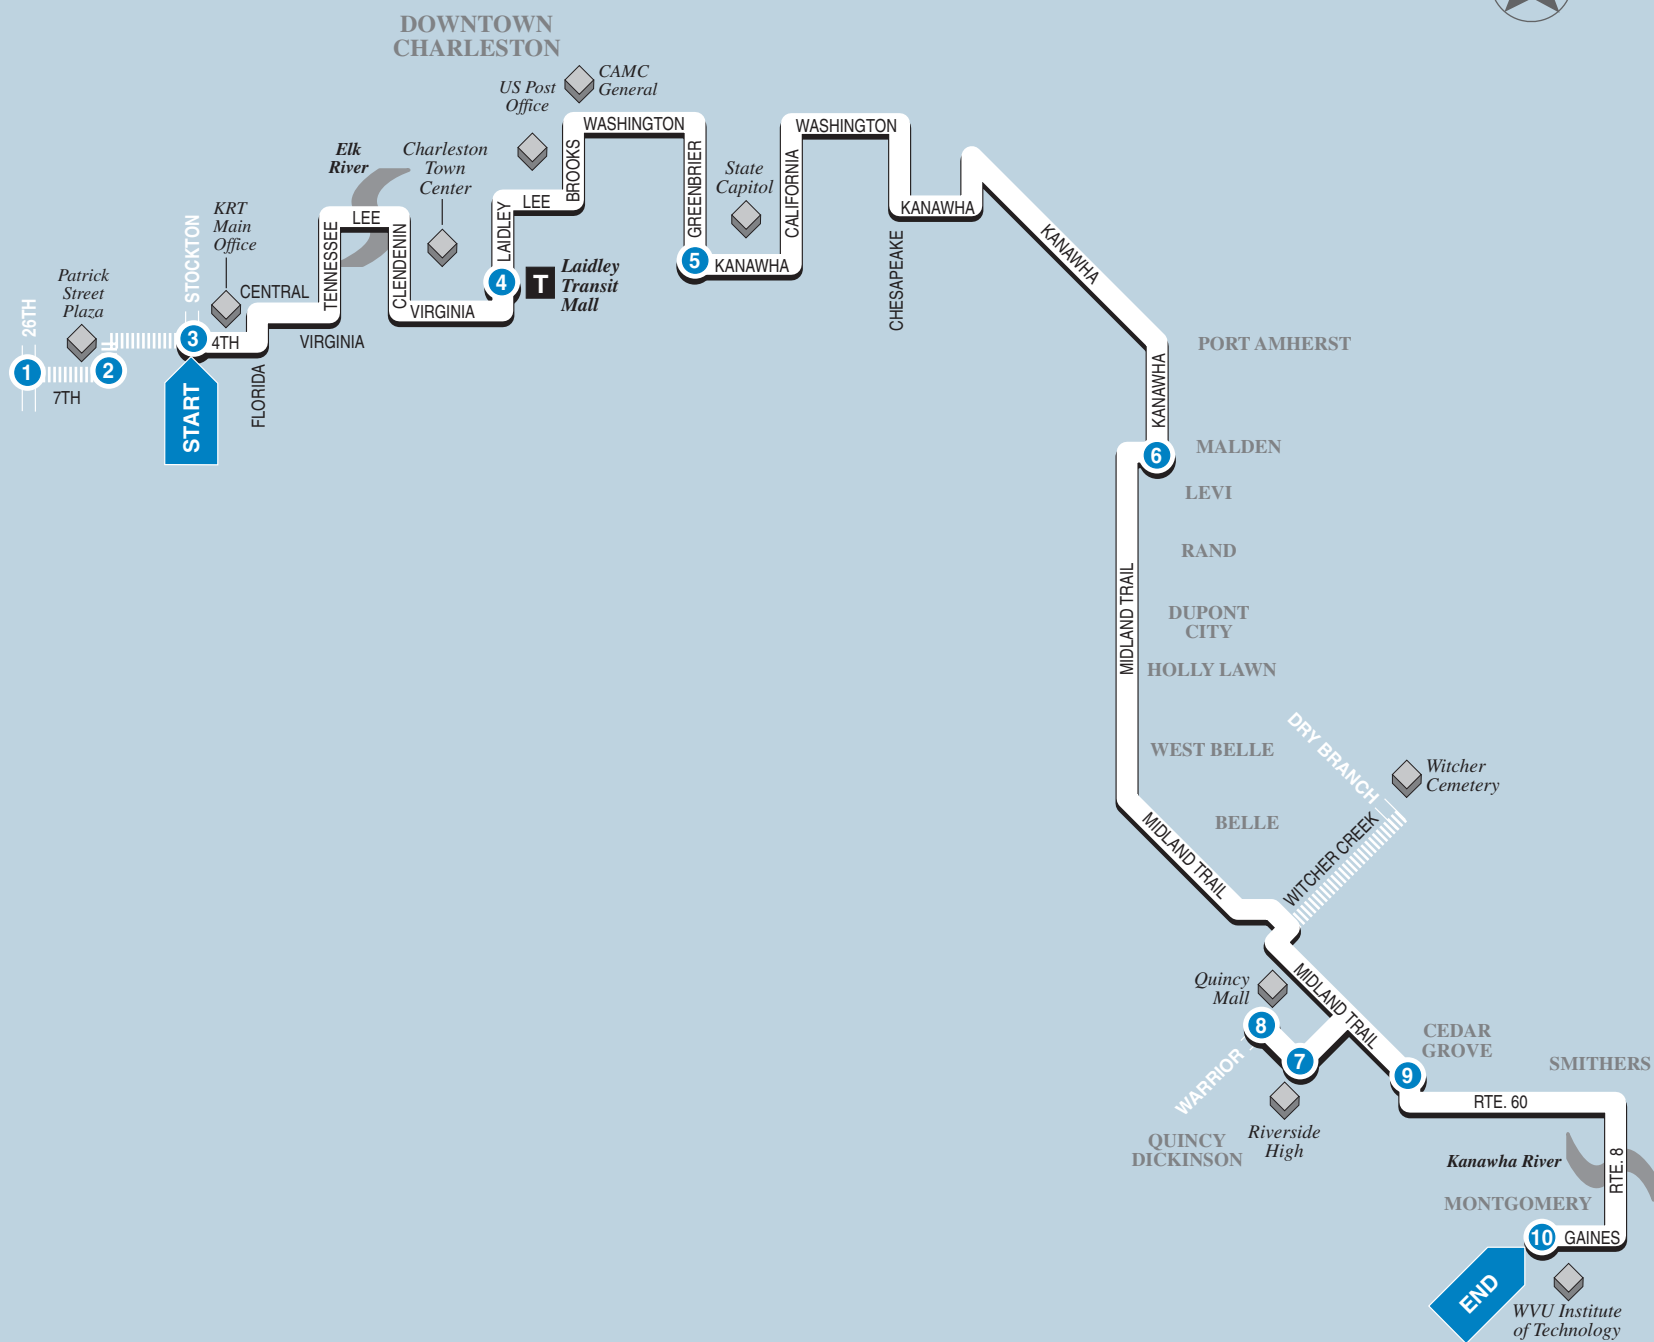 DOWNTOWN
CHARLESTON
CAMC
General
US Post
Office
WASHINGTON
WASHINGTON
Elk
River
Charleston
Town
Center
BROOKS
GREENBRIER
State
Capitol
CALIFORNIA
KRT
Main
Office
STOCKTON
TENNESSEE
LEE
CLENDENIN
LAIDLEY
LEE
KANAWHA
CHESAPEAKE
KANAWHA
5
KANAWHA
Patrick
Street
Plaza
26TH
CENTRAL
4
T
Laidley
Transit
Mall
VIRGINIA
3
4TH
VIRGINIA
1
2
7TH
START
FLORIDA
PORT AMHERST
KANAWHA
6
MALDEN
LEVI
RAND
MIDLAND TRAIL
DUPONT
CITY
HOLLY LAWN
WEST BELLE
DRY BRANCH
Witcher
Cemetery
BELLE
MIDLAND TRAIL
WITCHER CREEK
Quincy
Mall
MIDLAND TRAIL
8
7
WARRIOR
CEDAR
GROVE
9
SMITHERS
RTE. 60
QUINCY
DICKINSON
Riverside
High
Kanawha River
RTE. 8
MONTGOMERY
10
GAINES
END
WVU Institute
of Technology